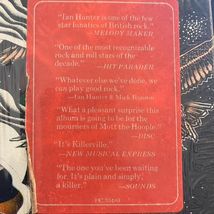 "Ian Hunter is one of the few
star lunatics of British rock."
—MELODY MAKER
"One of the most recognizable
rock and roll stars of the
decade."
—HIT PARADER
"Whatever else we've done, we
can play good rock."
—Ian Hunter & Mick Ronson
"What a pleasant surprise this
album is going to be for the
mourners of Mott the Hoople."
—DISC
"It's Killerville."
—NEW MUSICAL EXPRESS
"The one you've been waiting
for. It's plain and simply,
a killer."
—SOUNDS